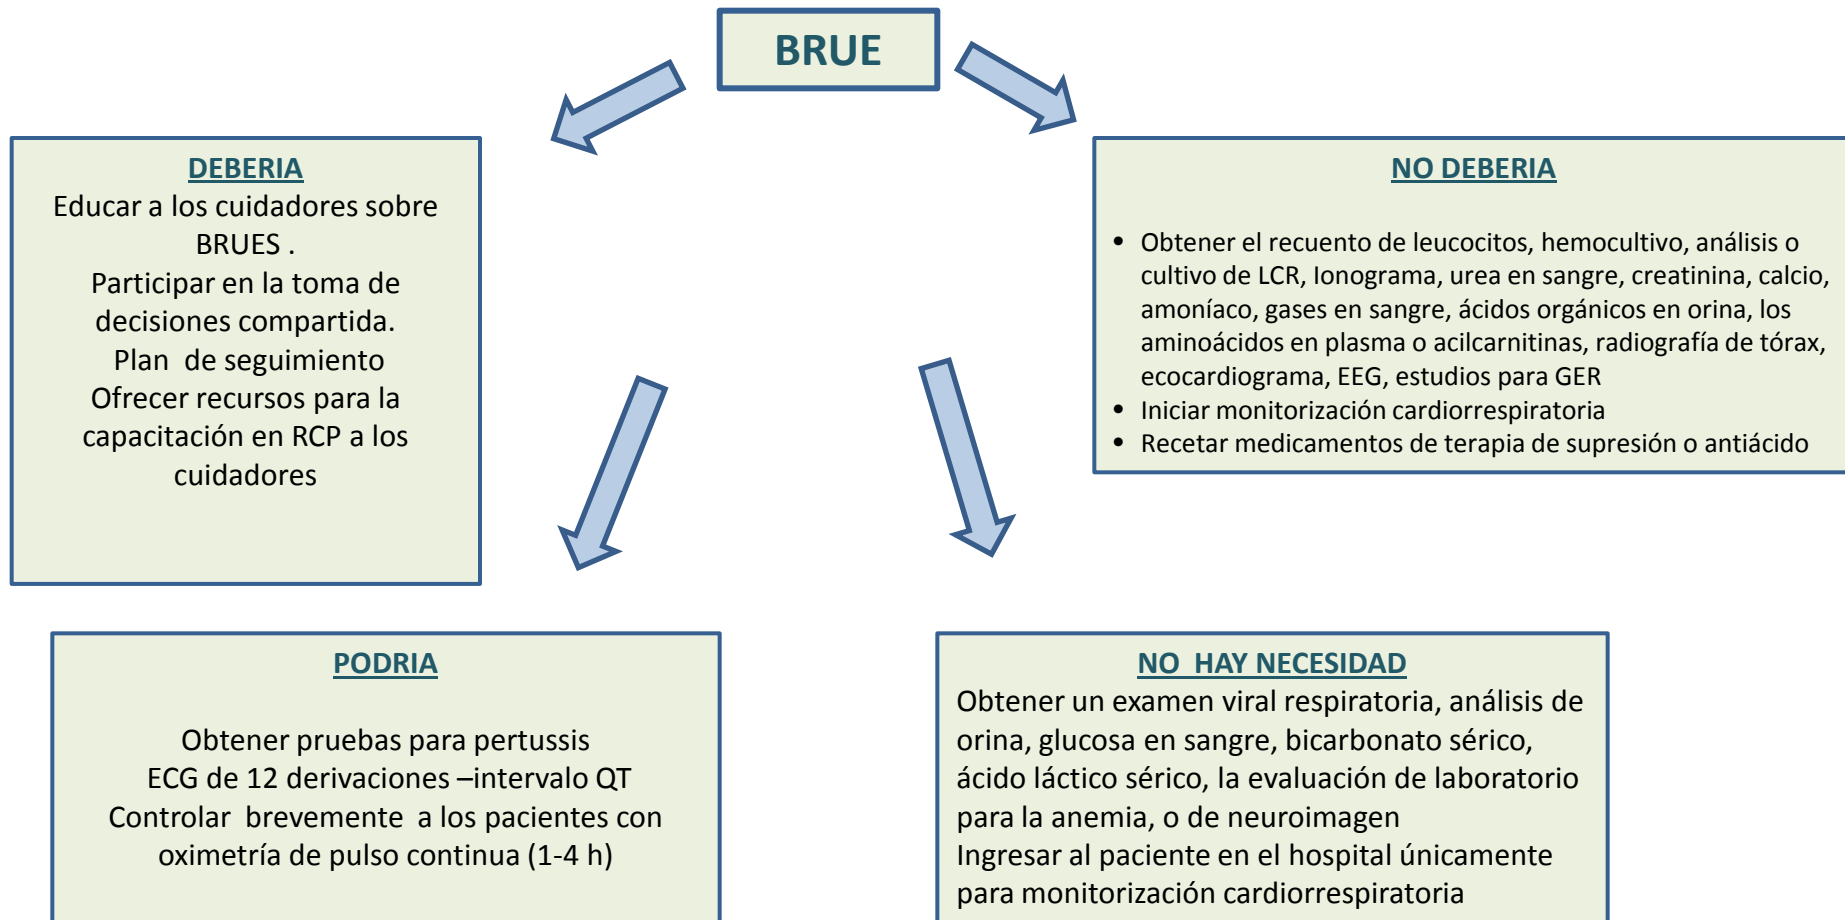 BRUE
DEBERIA
Educar a los cuidadores sobre
BRUES .
Participar en la toma de
decisiones compartida.
Plan de seguimiento
Ofrecer recursos para la
capacitación en RCP a los
cuidadores
NO DEBERIA
• Obtener el recuento de leucocitos, hemocultivo, análisis o
cultivo de LCR, Ionograma, urea en sangre, creatinina, calcio,
amoníaco, gases en sangre, ácidos orgánicos en orina, los
aminoácidos en plasma o acilcarnitinas, radiografía de tórax,
ecocardiograma, EEG, estudios para GER
• Iniciar monitorización cardiorrespiratoria
• Recetar medicamentos de terapia de supresión o antiácido
PODRIA
Obtener pruebas para pertussis
ECG de 12 derivaciones –intervalo QT
Controlar brevemente a los pacientes con
oximetría de pulso continua (1-4 h)
NO HAY NECESIDAD
Obtener un examen viral respiratoria, análisis de
orina, glucosa en sangre, bicarbonato sérico,
ácido láctico sérico, la evaluación de laboratorio
para la anemia, o de neuroimagen
Ingresar al paciente en el hospital únicamente
para monitorización cardiorrespiratoria